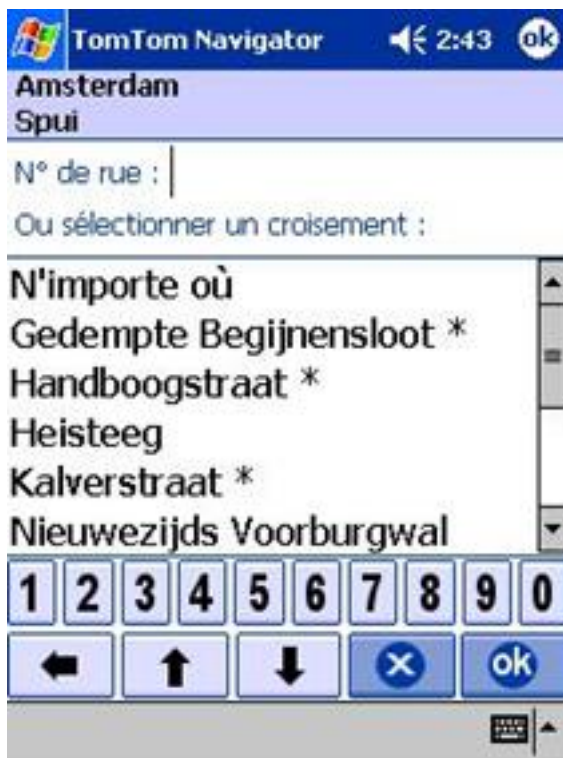 TomTom Navigator 2:43 ok
Amsterdam
Spui
N° de rue :
Ou sélectionner un croisement :
N'importe où
Gedempte Begijnensloot *
Handboogstraat *
Heisteeg
Kalverstraat *
Nieuwezijds Voorburgwal
1 2 3 4 5 6 7 8 9 0
ok